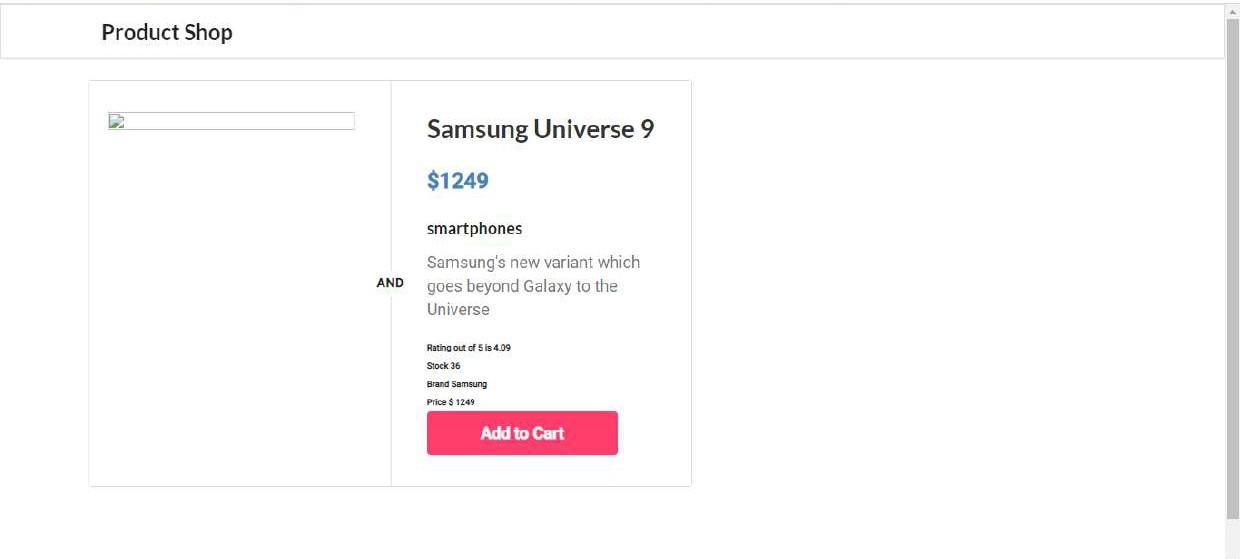 Product Shop
Samsung Universe 9
$1249
smartphones
Samsung's new variant which
goes beyond Galaxy to the
Universe
AND
Rating out of 5 is 4.09
Stock 36
Brand Samsung
Price $ 1249
Add to Cart